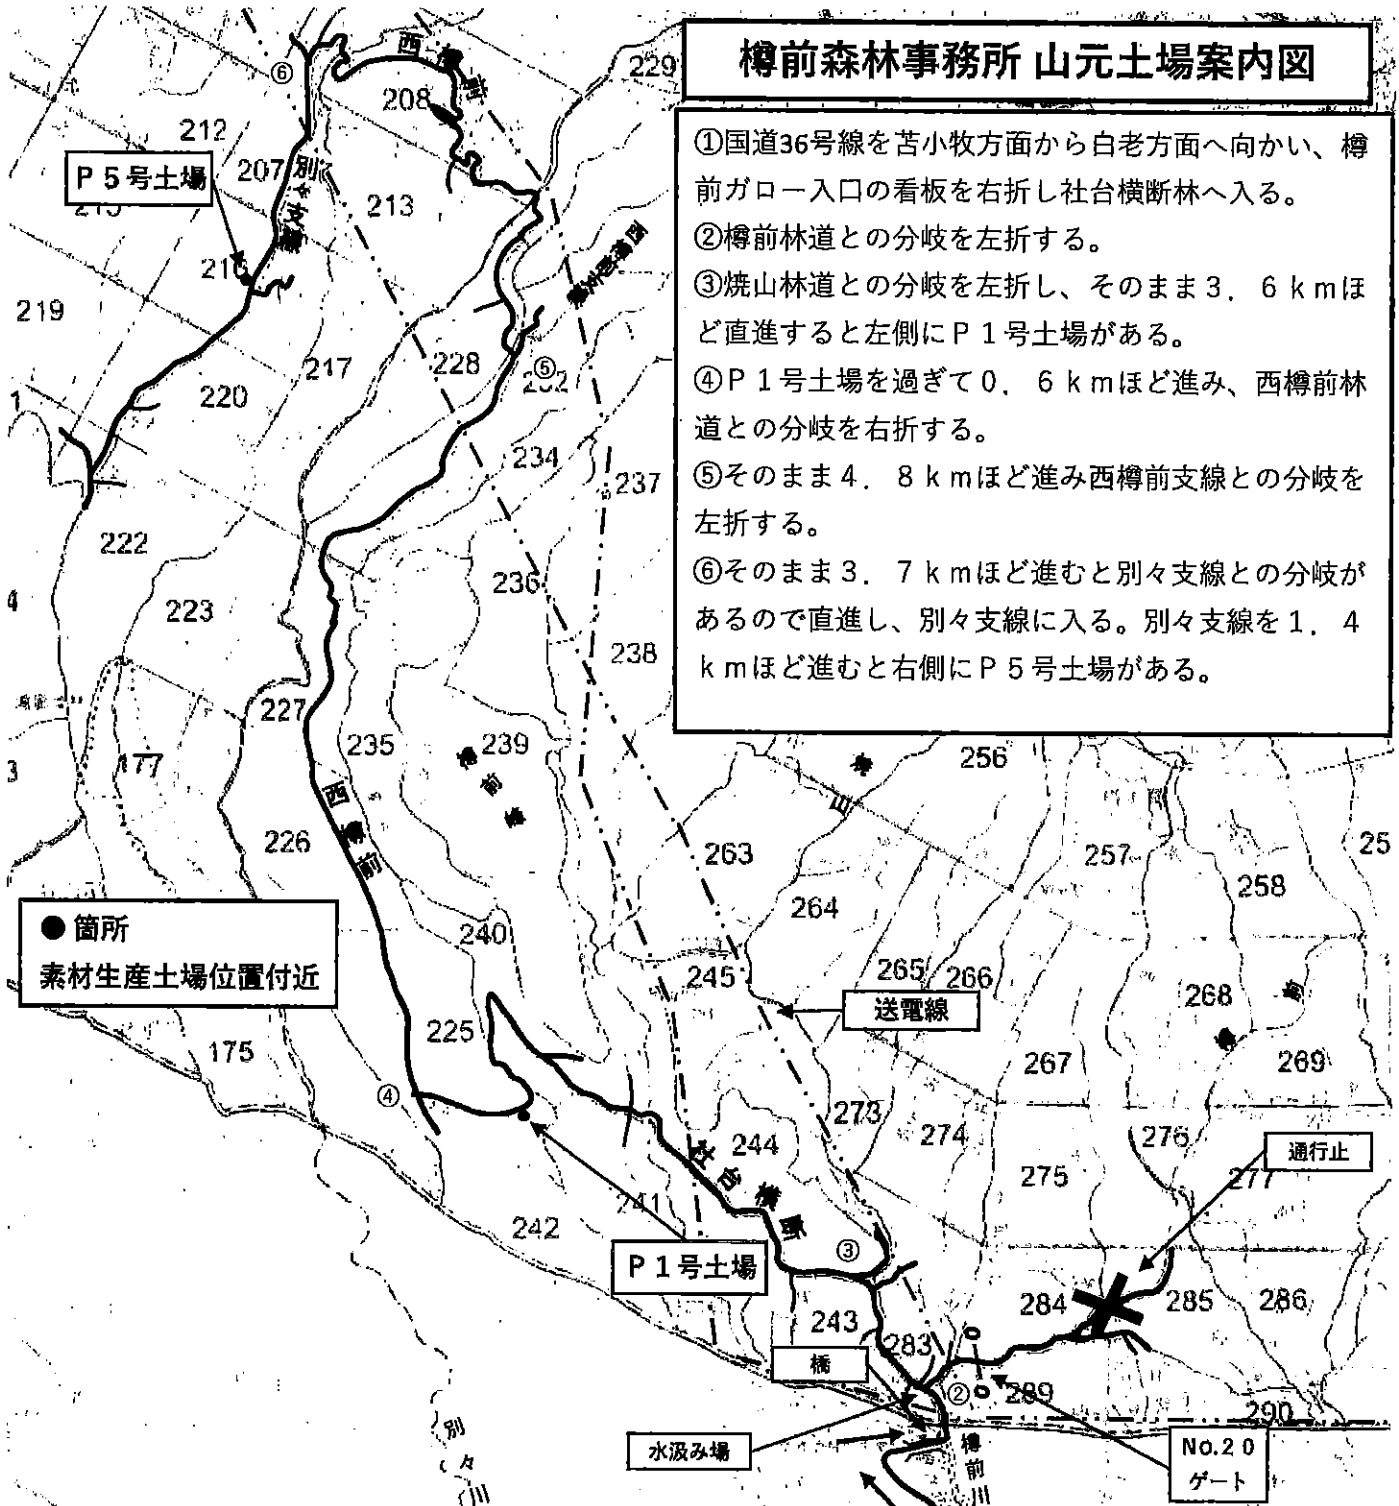 樽前森林事務所 山元土場案内図
①国道36号線を苫小牧方面から白老方面へ向かい、樽
前ガロー入口の看板を右折し社台横断林へ入る。
②樽前林道との分岐を左折する。
③焼山林道との分岐を左折し、そのまま3．6ｋｍほ
ど直進すると左側にＰ1号土場がある。
④Ｐ1号土場を過ぎて0．6ｋｍほど進み、西樽前林
道との分岐を右折する。
⑤そのまま4．8ｋｍほど進み西樽前支線との分岐を
左折する。
⑥そのまま3．7ｋｍほど進むと別々支線との分岐が
あるので直進し、別々支線に入る。別々支線を1．4
ｋｍほど進むと右側にＰ5号土場がある。
⑥
西樽前
229
208
212
Ｐ5号土場
207
別々支線
213
219
217
228
⑤
220
234
237
222
236
223
238
227
235
239
樽前
177
西樽前
226
256
263
257
25
258
264
●箇所
素材生産土場位置付近
240
245
265
266
268
送電線
225
175
267
269
④
273
274
276
244
社台横断
275
277
通行止
241
242
③
Ｐ1号土場
284
285
286
243
283
橋
②
289
290
水汲み場
No.20
ゲート
樽前川
別々川